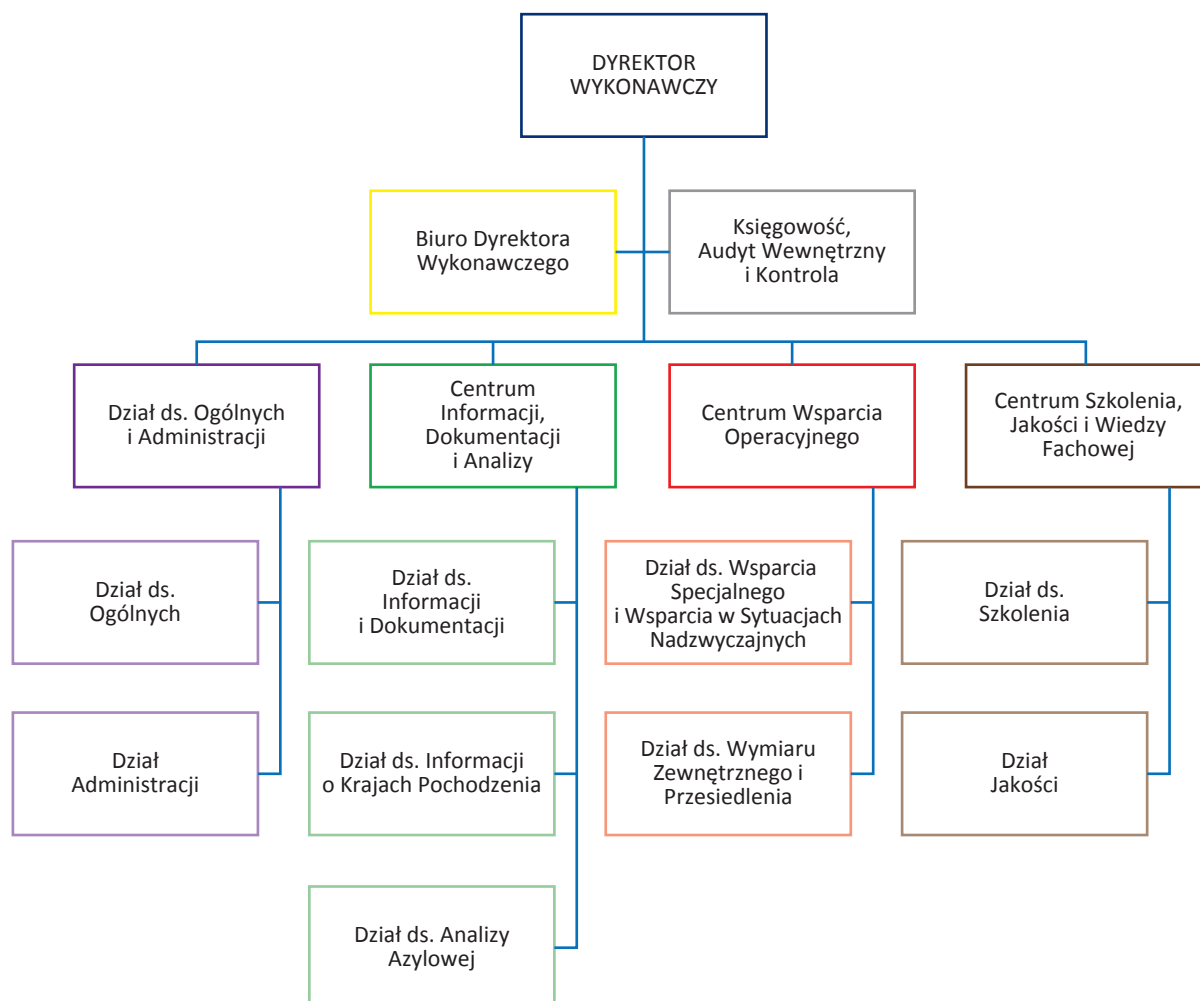 DYREKTOR
WYKONAWCZY
Biuro Dyrektora
Wykonawczego
Księgowość,
Audyt Wewnętrzny
i Kontrola
Dział ds. Ogólnych
i Administracji
Centrum
Informacji,
Dokumentacji
i Analizy
Centrum Wsparcia
Operacyjnego
Centrum Szkolenia,
Jakości i Wiedzy
Fachowej
Dział ds.
Ogólnych
Dział ds.
Informacji
i Dokumentacji
Dział ds. Wsparcia
Specjalnego
i Wsparcia w Sytuacjach
Nadzwyczajnych
Dział ds.
Szkolenia
Dział
Administracji
Dział ds. Informacji
o Krajach Pochodzenia
Dział ds. Wymiaru
Zewnętrznego i
Przesiedlenia
Dział
Jakości
Dział ds. Analizy
Azylowej